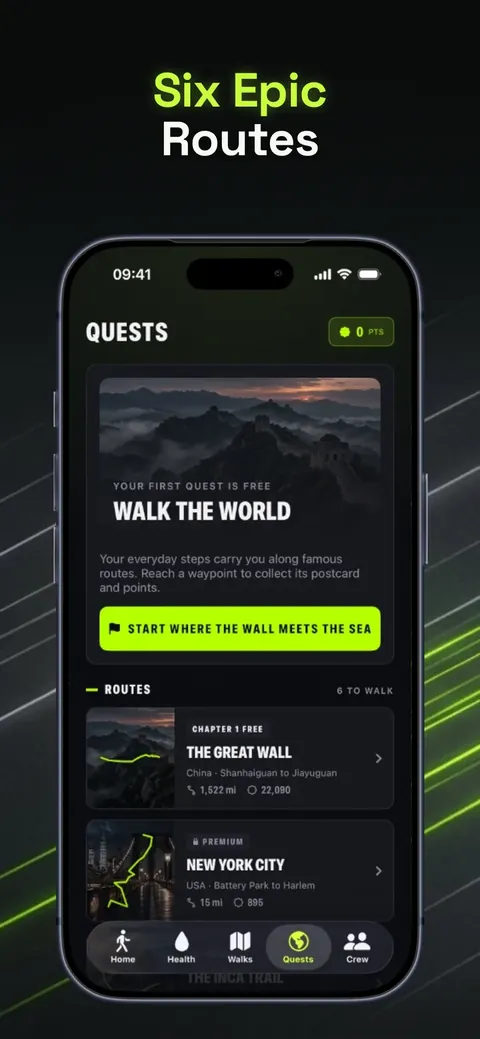 Six Epic
Routes
09:41
QUESTS
0 PTS
YOUR FIRST QUEST IS FREE
WALK THE WORLD
Your everyday steps carry you along famous
routes. Reach a waypoint to collect its postcard
and points.
START WHERE THE WALL MEETS THE SEA
ROUTES
6 TO WALK
CHAPTER 1 FREE
THE GREAT WALL
China · Shanhaiguan to Jiayuguan
1,522 mi 22,090
PREMIUM
NEW YORK CITY
USA · Battery Park to Harlem
15 mi 895
Home Health Walks Quests Crew
THE INCA TRAIL